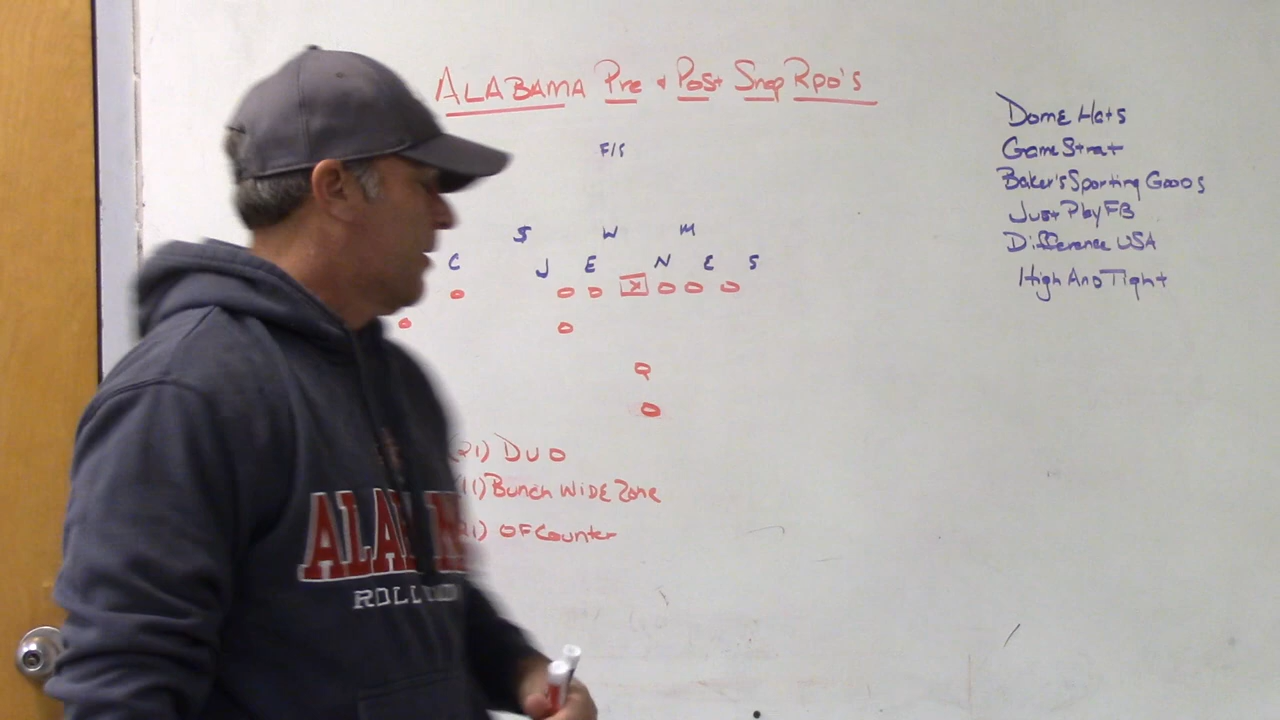 ALABAMA Pre + Post Snap RPO's
F/S
$ W M
C J E N E S
O O O X O O O
O O
Q
O
21) DUO
11) Bunch Wide Zone
21) OF Counter
Dome Hats
Game Strat
Baker's Sporting Goods
Just Play FB
Difference USA
High And Tight
ROLL